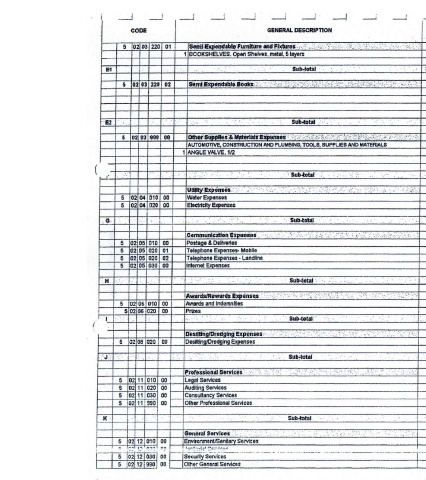 CODE GENERAL DESCRIPTION
5 02 03 220 01 Semi Expendable Furniture and Fixtures
1 BOOKSHELVES, Open Shelves, metal, 5 layers
E1 Sub-total
5 02 03 220 02 Semi Expendable Books
E2 Sub-total
5 02 03 990 00 Other Supplies & Materials Expenses
AUTOMOTIVE, CONSTRUCTION AND PLUMBING, TOOLS, SUPPLIES AND MATERIALS
1 ANGLE VALVE, 1/2
Sub-total
Utility Expenses
5 02 04 010 00 Water Expenses
5 02 04 020 00 Electricity Expenses
G Sub-total
Communication Expenses
5 02 05 010 00 Postage & Deliveries
5 02 05 020 01 Telephone Expenses- Mobile
5 02 05 020 02 Telephone Expenses - Landline
5 02 05 030 00 Internet Expenses
H Sub-total
Awards/Rewards Expenses
5 02 06 010 00 Awards and Indemnities
5 02 06 020 00 Prizes
I Sub-total
Desilting/Dredging Expenses
5 02 08 020 00 Desilting/Dredging Expenses
J Sub-total
Professional Services
5 02 11 010 00 Legal Services
5 02 11 020 00 Auditing Services
5 02 11 030 00 Consultancy Services
5 02 11 990 00 Other Professional Services
K Sub-total
General Services
5 02 12 010 00 Environment/Sanitary Services
5 02 12 030 00 Security Services
5 02 12 990 00 Other General Services